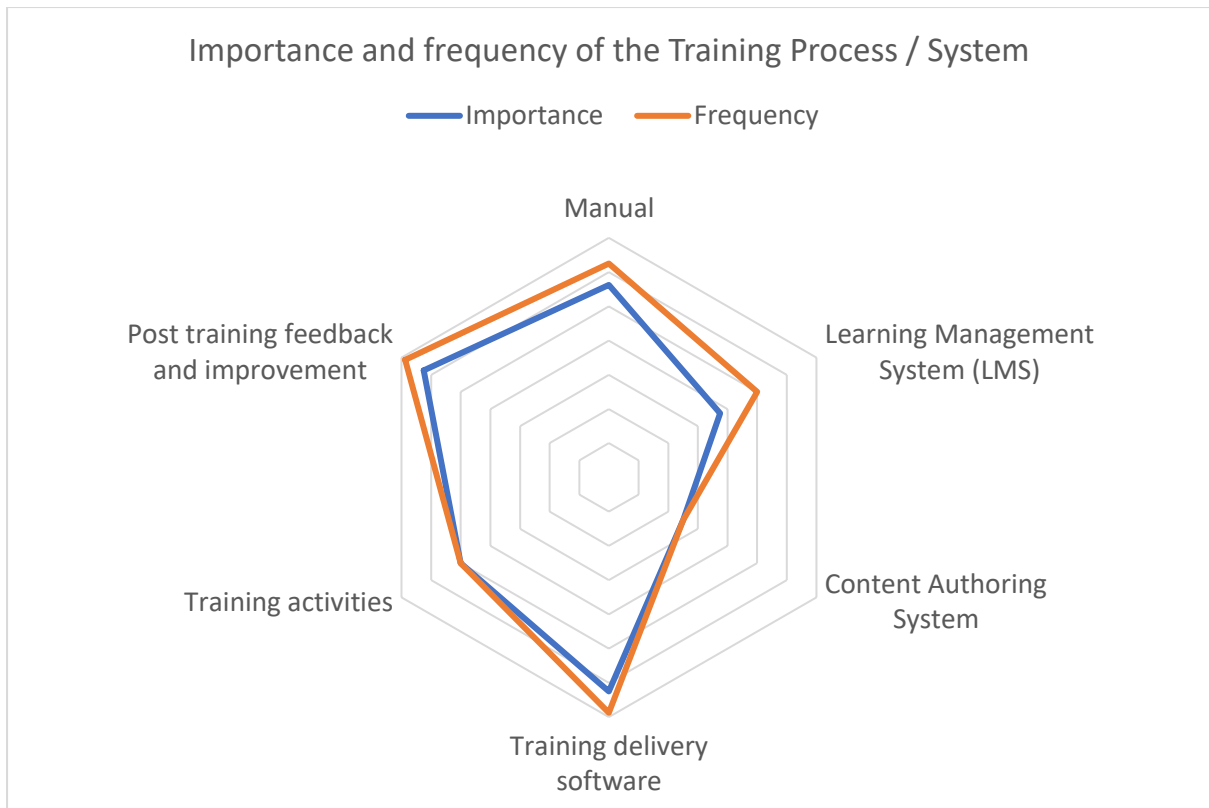 Importance and frequency of the Training Process / System
Importance Frequency
Manual
Learning Management
System (LMS)
Post training feedback
and improvement
Content Authoring
System
Training activities
Training delivery
software